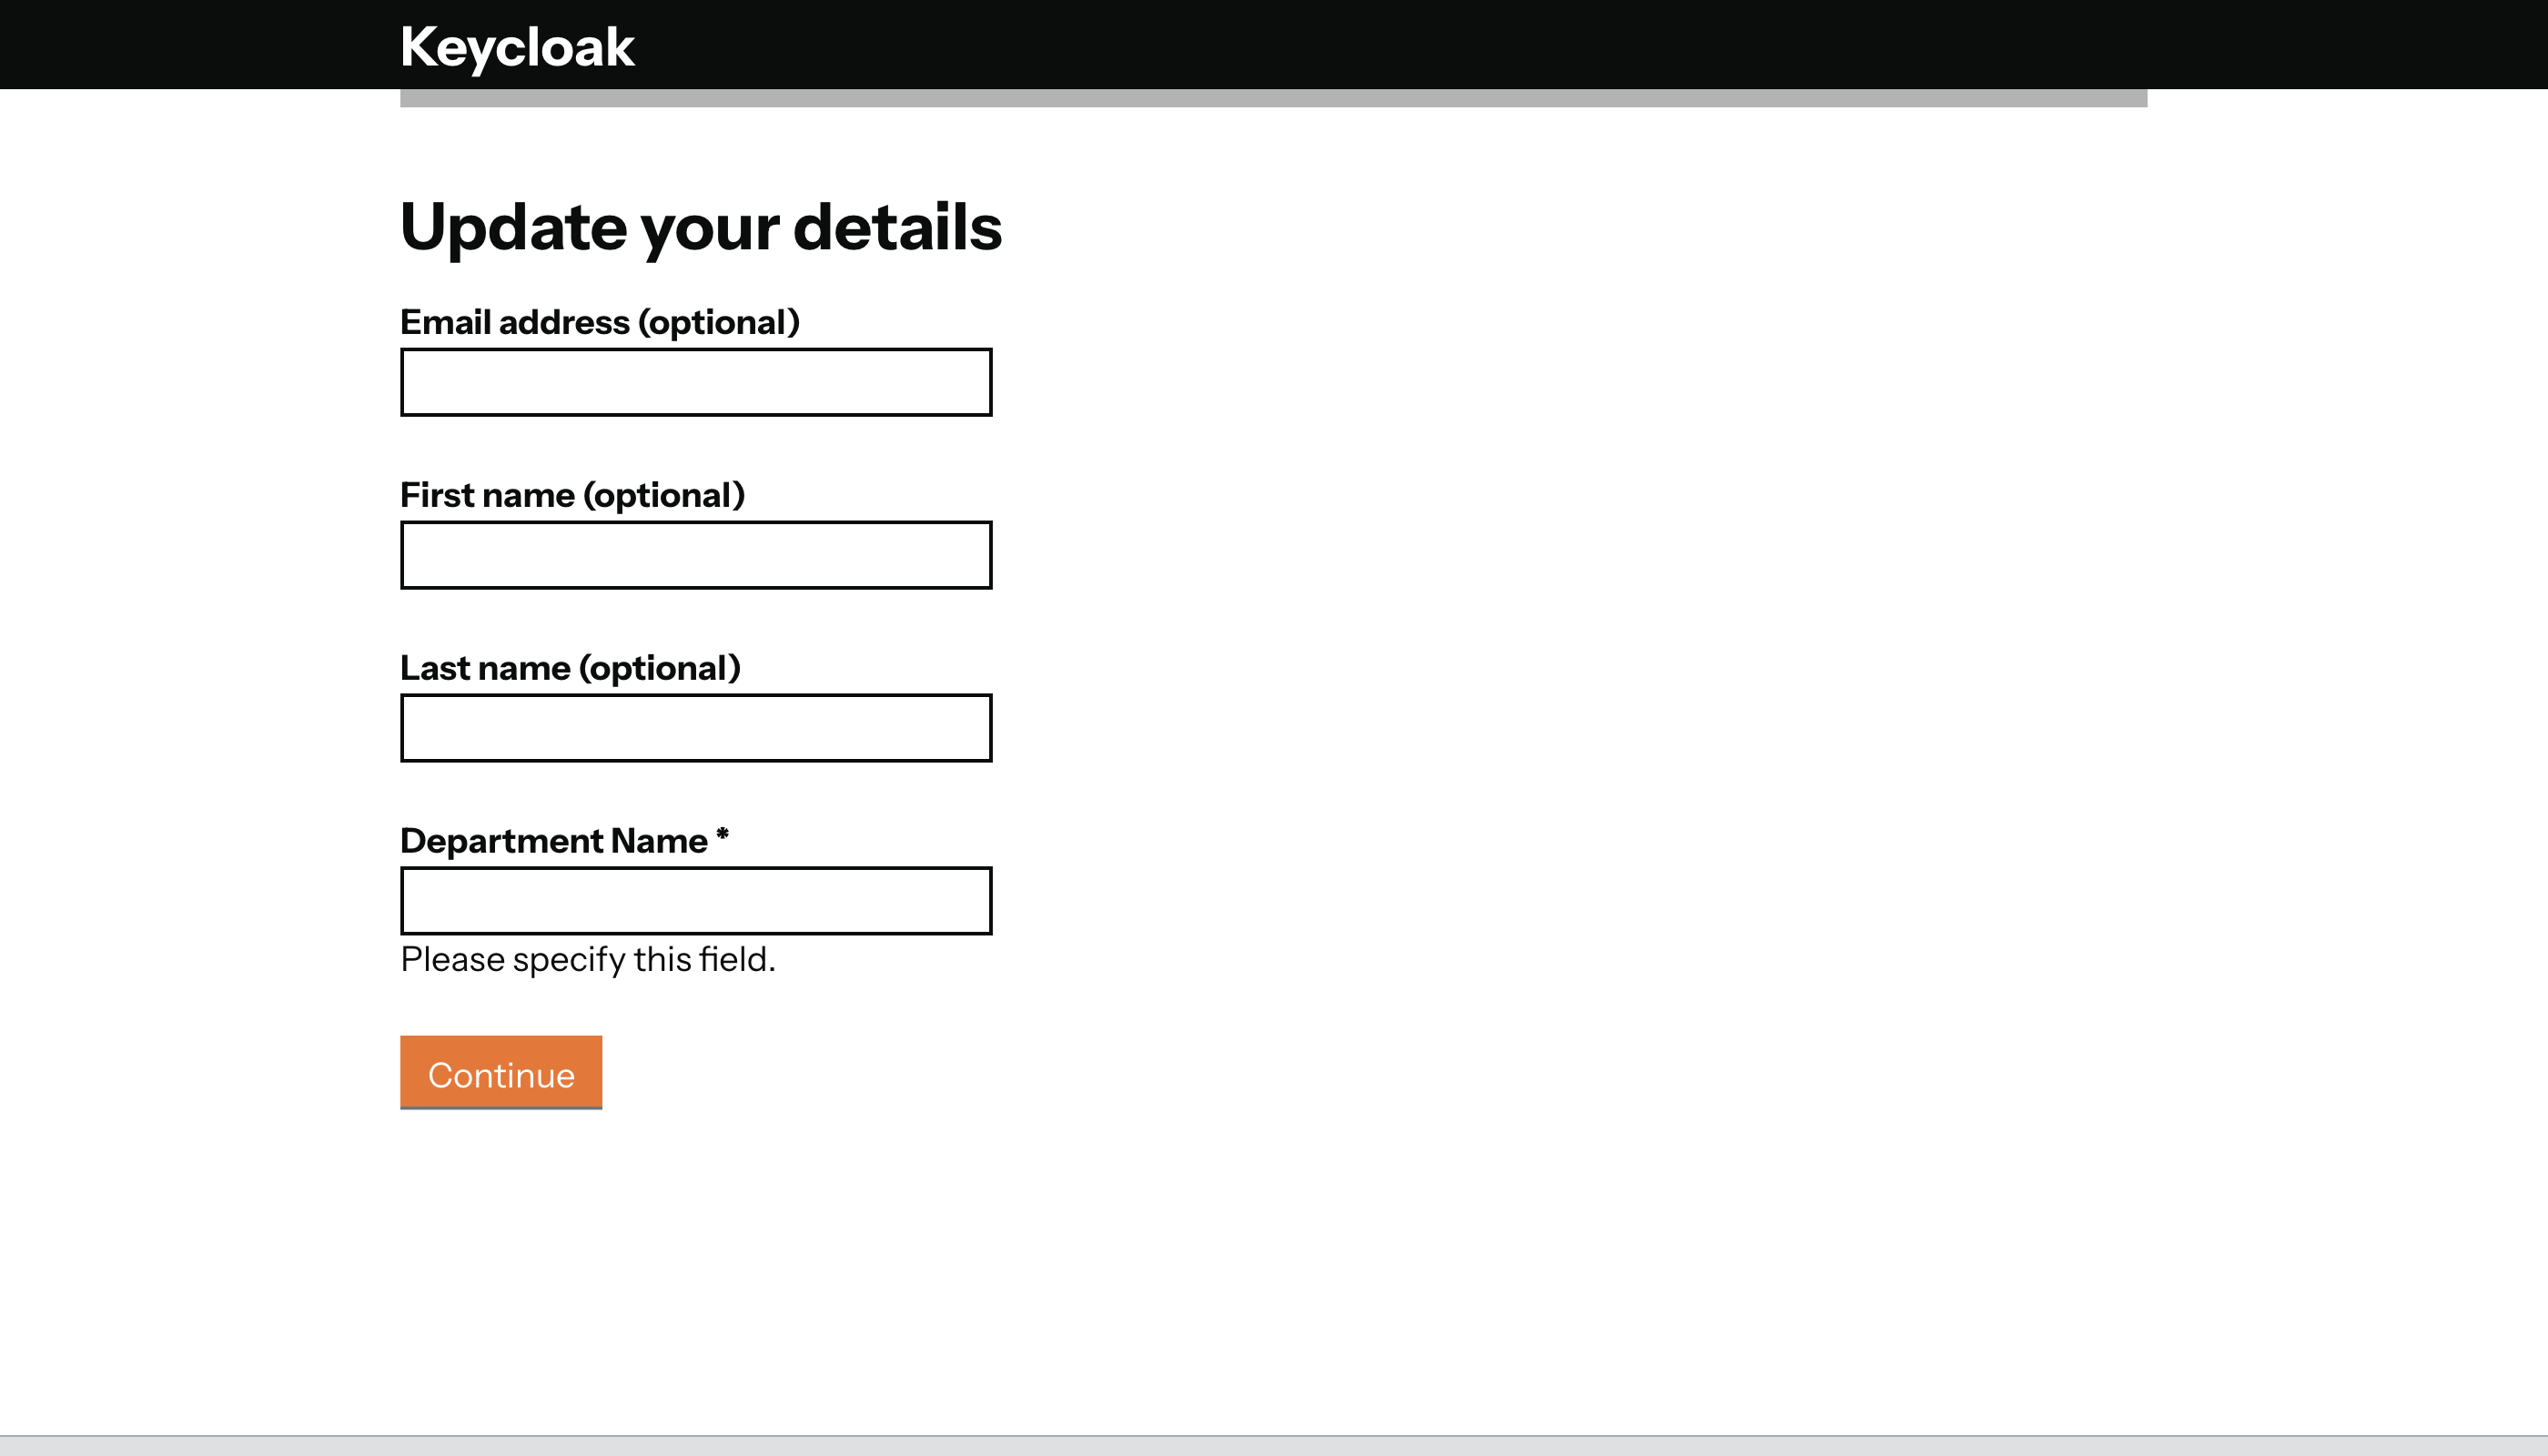 Keycloak
Update your details
Email address (optional)
First name (optional)
Last name (optional)
Department Name *
Please specify this field.
Continue